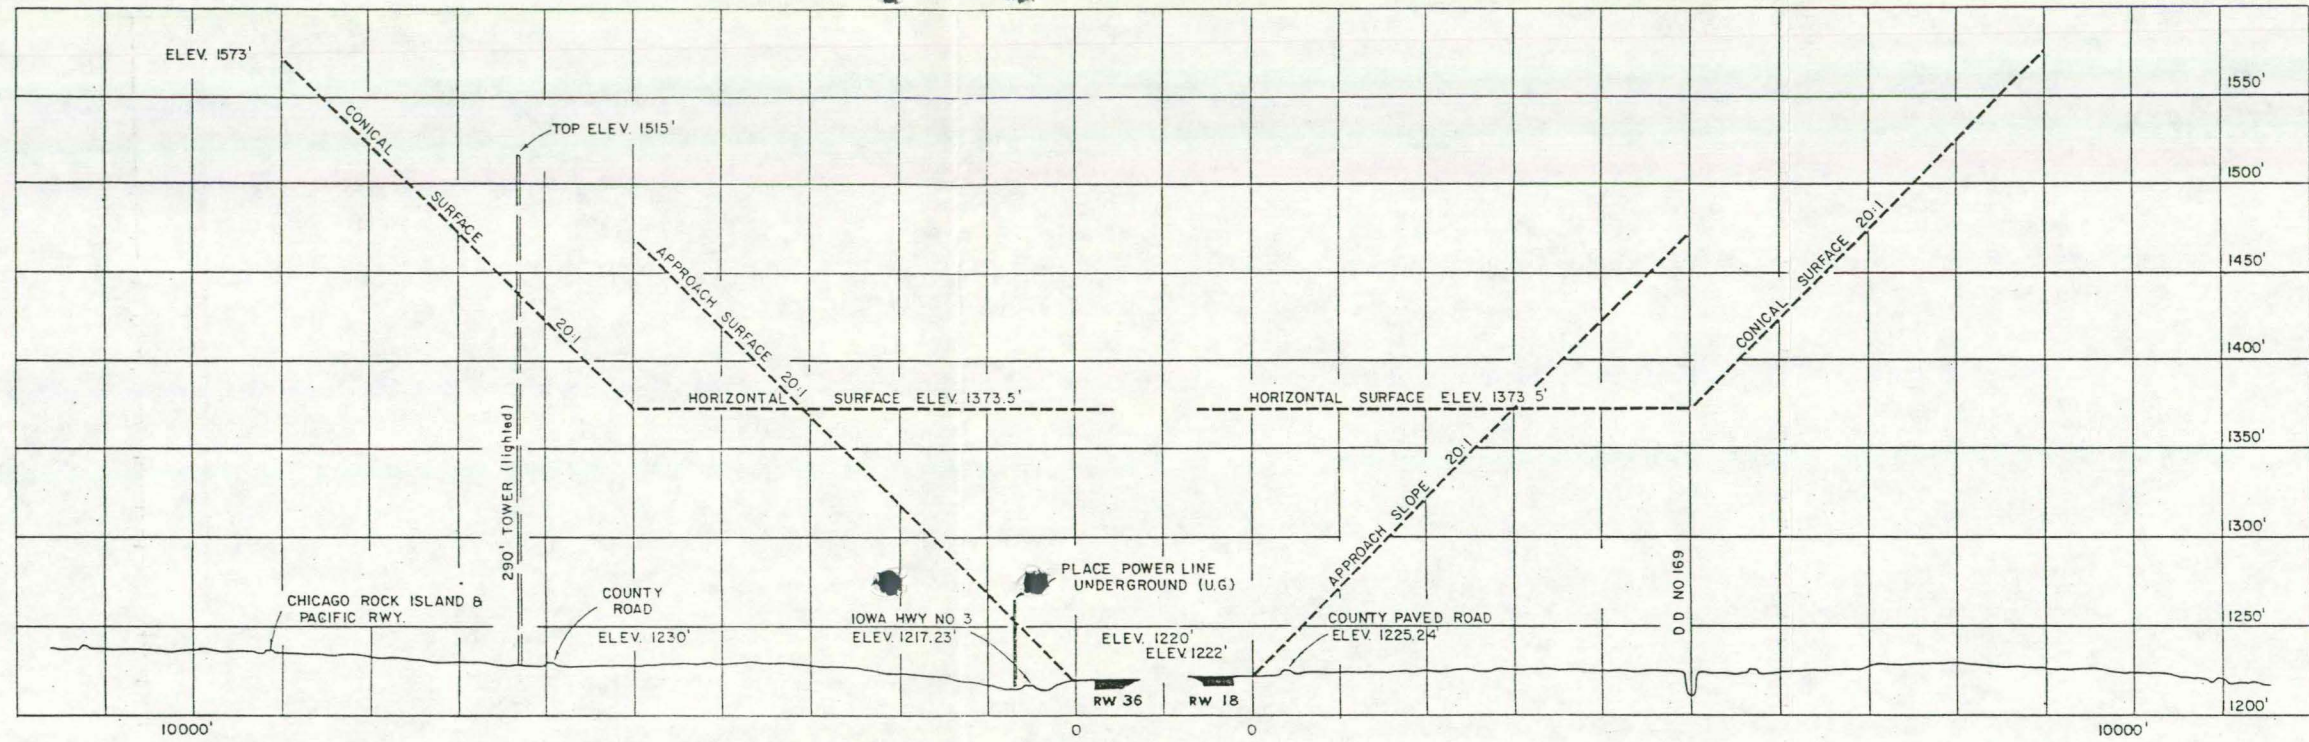 ELEV. 1573'
CONICAL SURFACE 20:1
TOP ELEV. 1515'
290' TOWER (lighted)
APPROACH SURFACE 20:1
HORIZONTAL SURFACE ELEV. 1373.5'
CHICAGO ROCK ISLAND &
PACIFIC RWY.
COUNTY
ROAD
ELEV. 1230'
IOWA HWY NO 3
ELEV. 1217.23'
PLACE POWER LINE
UNDERGROUND (U.G.)
ELEV. 1220'
ELEV. 1222'
RW 36
RW 18
HORIZONTAL SURFACE ELEV. 1373 5'
APPROACH SLOPE 20:1
COUNTY PAVED ROAD
ELEV. 1225.24'
D D NO 169
CONICAL SURFACE 20:1
1550'
1500'
1450'
1400'
1350'
1300'
1250'
1200'
10000'
0
0
10000'